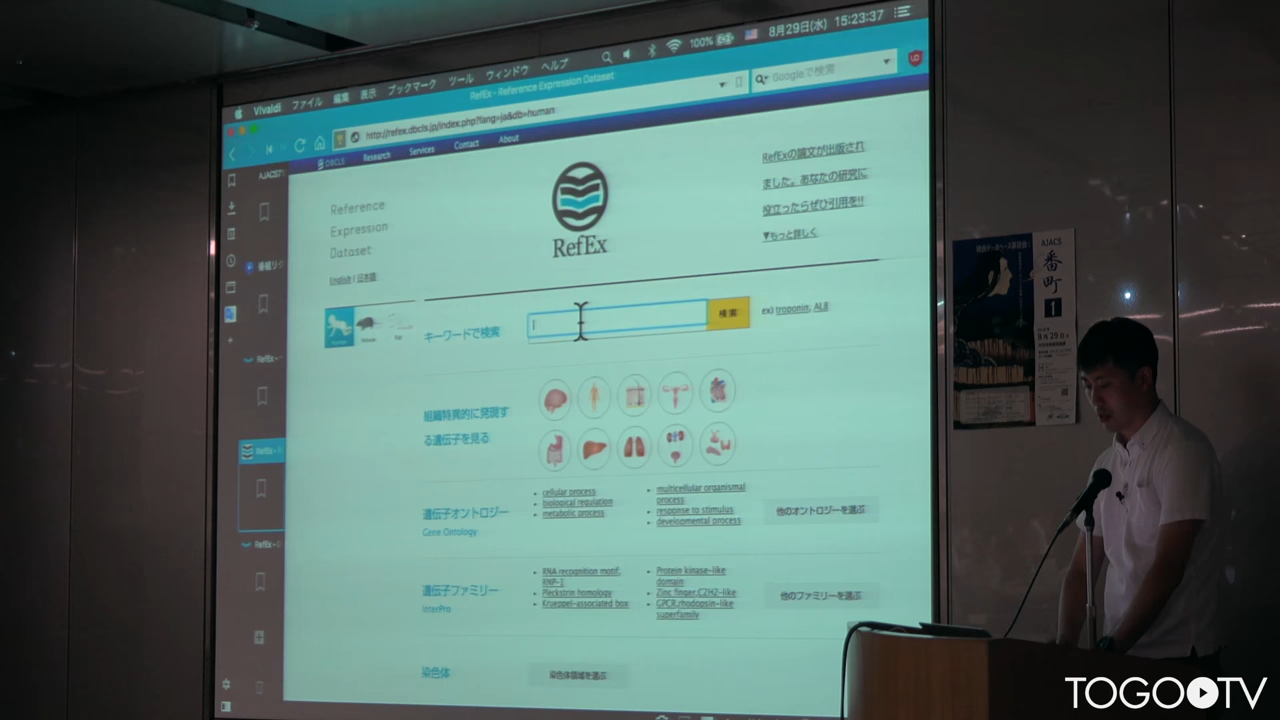 Vivaldi ファイル 編集 表示 ブックマーク ツール ウィンドウ ヘルプ 100% 8月29日(水) 15:23:37
RefEx - Reference Expression Dataset
http://refex.dbcls.jp/index.php?lang=ja&db=human
Googleで検索
DBCLS Research Services Contact About
Reference
Expression
Dataset
English | 日本語
RefEx
RefExの論文が出版され
ました。あなたの研究に
役立ったらぜひ引用を!!
▼もっと詳しく
キーワードで検索
検索
ex) troponin, ALB
組織特異的に発現す
る遺伝子を見る
遺伝子オントロジー
Gene Ontology
cellular process
biological regulation
metabolic process
multicellular organismal
process
response to stimulus
developmental process
他のオントロジーを選ぶ
遺伝子ファミリー
InterPro
RNA recognition motif,
RNP-1
Pleckstrin homology
Krueppel-associated box
Protein kinase-like
domain
Zinc finger,C2H2-like
GPCR,rhodopsin-like
superfamily
他のファミリーを選ぶ
染色体
染色体領域を選ぶ
AJACS
番町
1
8月29日
TOGO TV